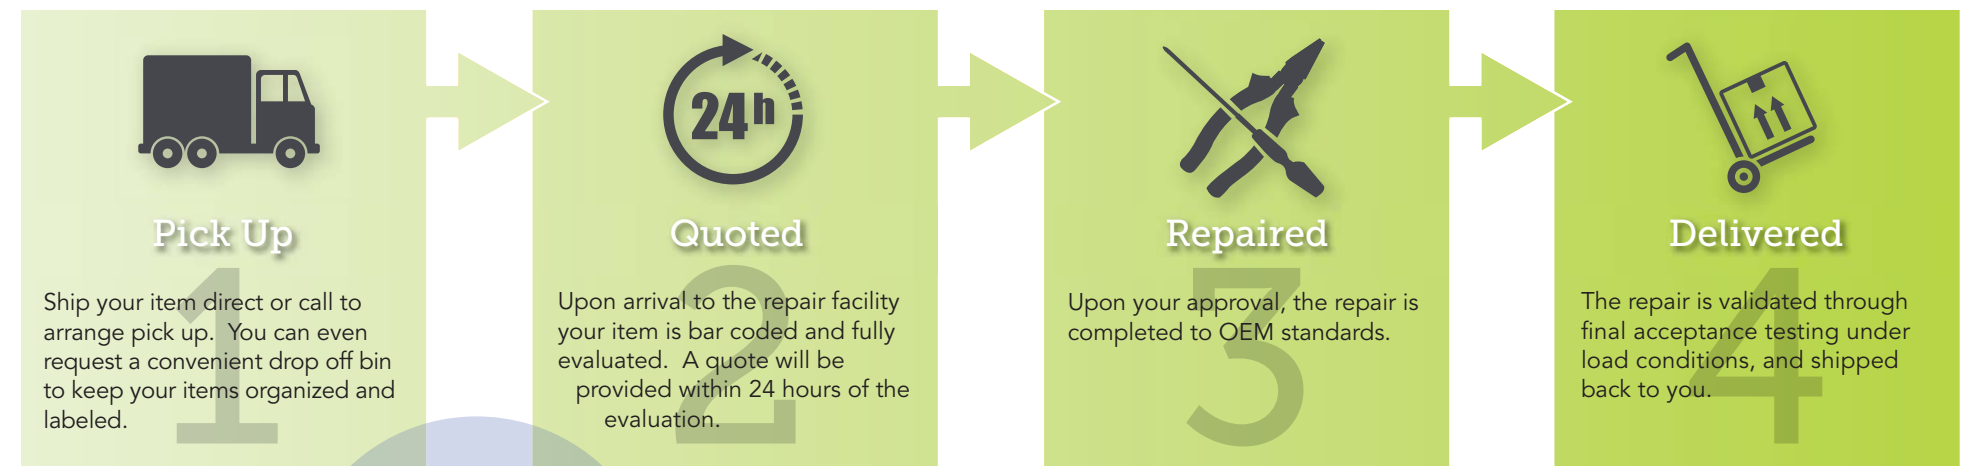 Pick Up
1
Ship your item direct or call to
arrange pick up.  You can even
request a convenient drop off bin
to keep your items organized and
labeled.
24h
Quoted
2
Upon arrival to the repair facility
your item is bar coded and fully
evaluated.  A quote will be
provided within 24 hours of the
evaluation.
Repaired
3
Upon your approval, the repair is
completed to OEM standards.
Delivered
4
The repair is validated through
final acceptance testing under
load conditions, and shipped
back to you.